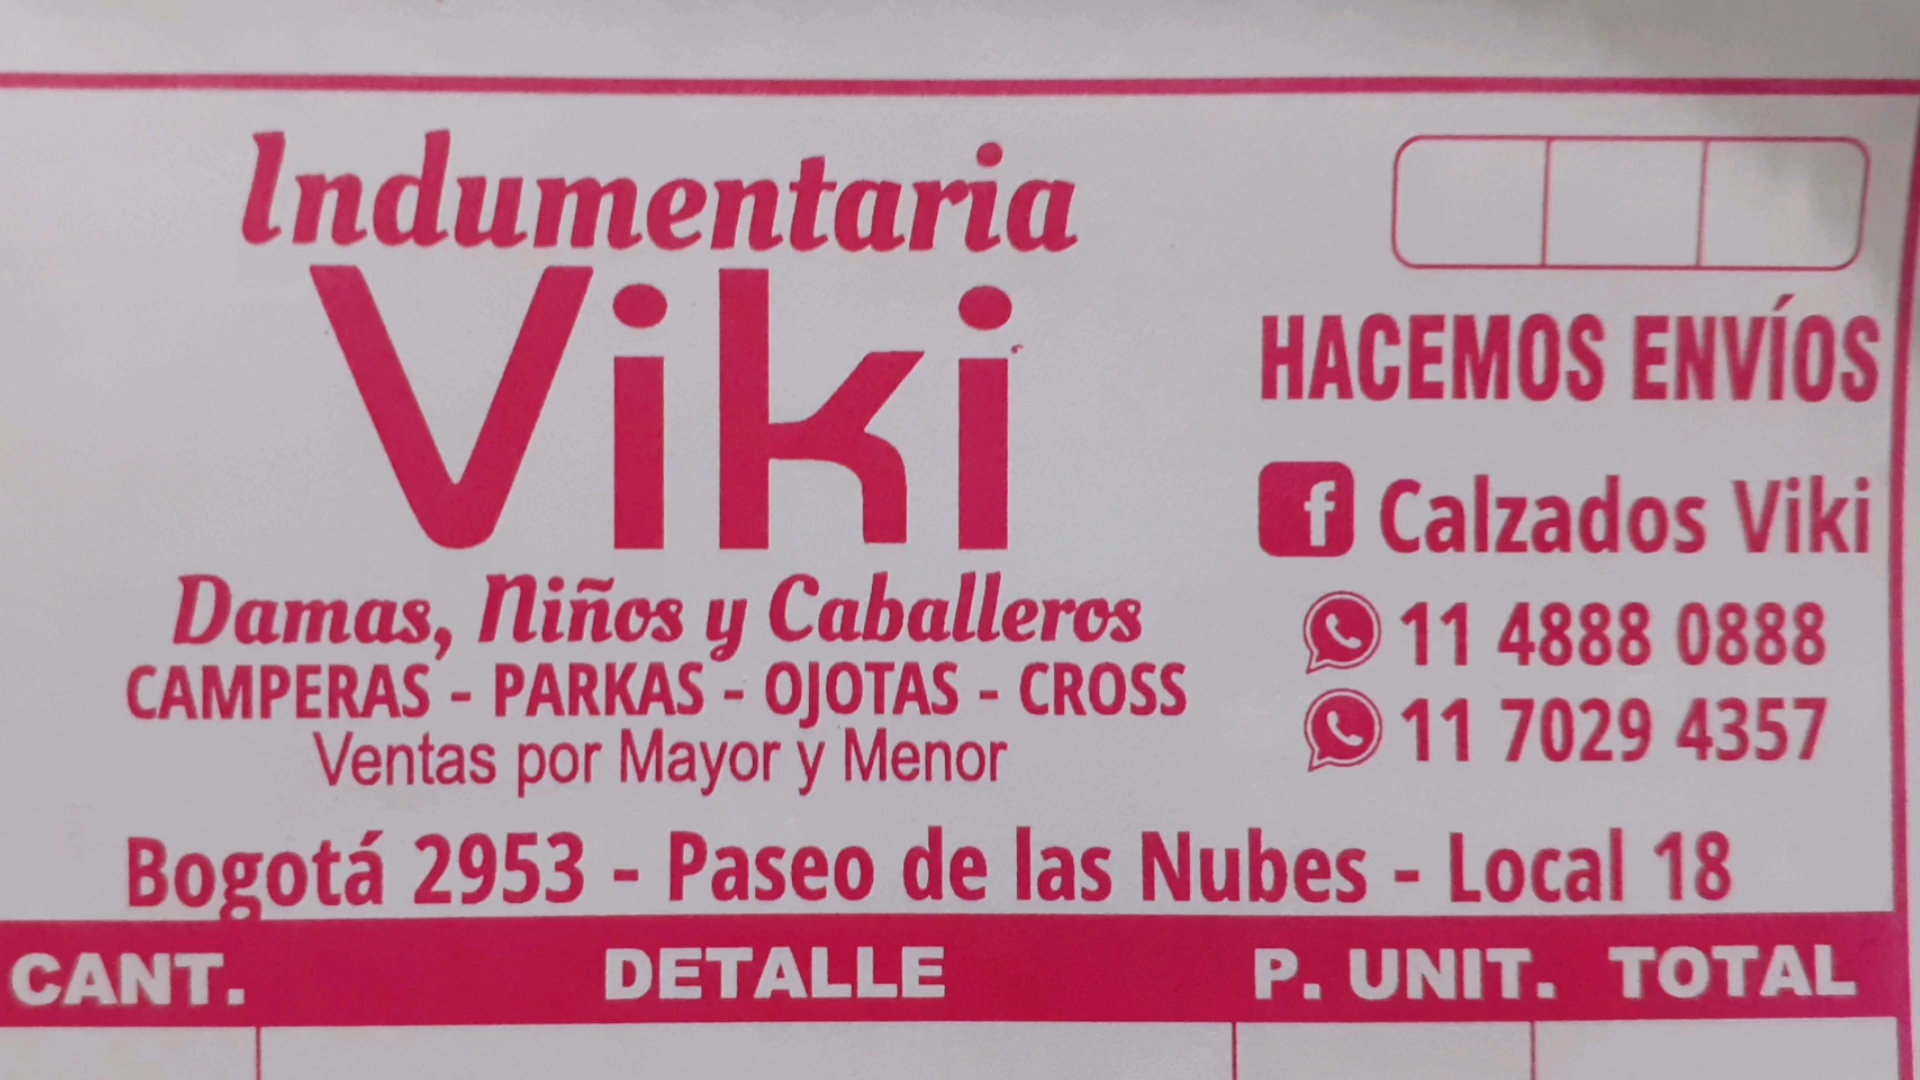 Indumentaria
Viki
Damas, Niños y Caballeros
CAMPERAS - PARKAS - OJOTAS - CROSS
Ventas por Mayor y Menor
HACEMOS ENVÍOS
f Calzados Viki
11 4888 0888
11 7029 4357
Bogotá 2953 - Paseo de las Nubes - Local 18
CANT. DETALLE P. UNIT. TOTAL